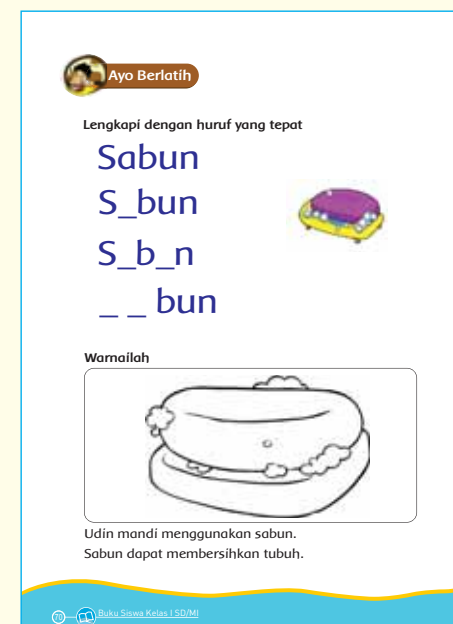 Ayo Berlatih
Lengkapi dengan huruf yang tepat
Sabun
S_bun
S_b_n
_ _ bun
Warnailah
Udin mandi menggunakan sabun.
Sabun dapat membersihkan tubuh.
70 Buku Siswa Kelas I SD/MI